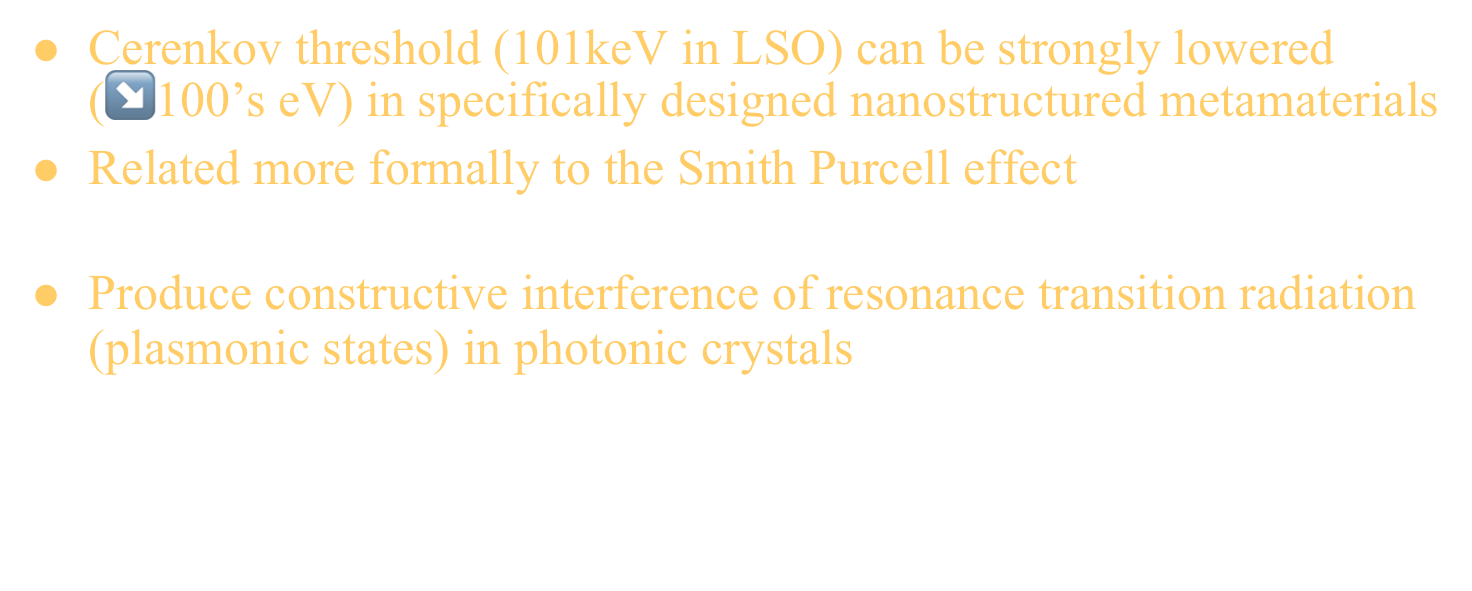 ● Cerenkov threshold (101keV in LSO) can be strongly lowered
(↘️100’s eV) in specifically designed nanostructured metamaterials
● Related more formally to the Smith Purcell effect
● Produce constructive interference of resonance transition radiation
(plasmonic states) in photonic crystals